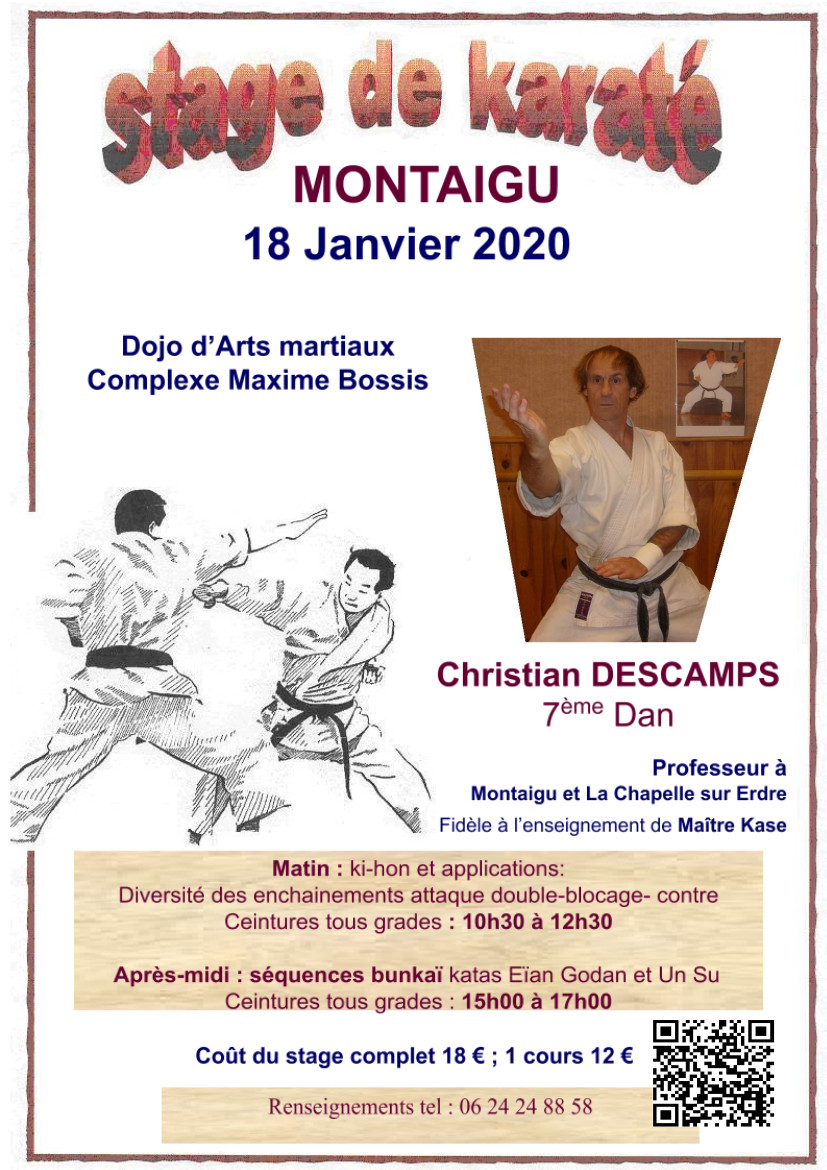 stage de karaté
MONTAIGU
18 Janvier 2020
Dojo d’Arts martiaux
Complexe Maxime Bossis
Christian DESCAMPS
7ème Dan
Professeur à
Montaigu et La Chapelle sur Erdre
Fidèle à l’enseignement de Maître Kase
Matin : ki-hon et applications:
Diversité des enchainements attaque double-blocage- contre
Ceintures tous grades : 10h30 à 12h30
Après-midi : séquences bunkaï katas Eïan Godan et Un Su
Ceintures tous grades : 15h00 à 17h00
Coût du stage complet 18 € ; 1 cours 12 €
Renseignements tel : 06 24 24 88 58